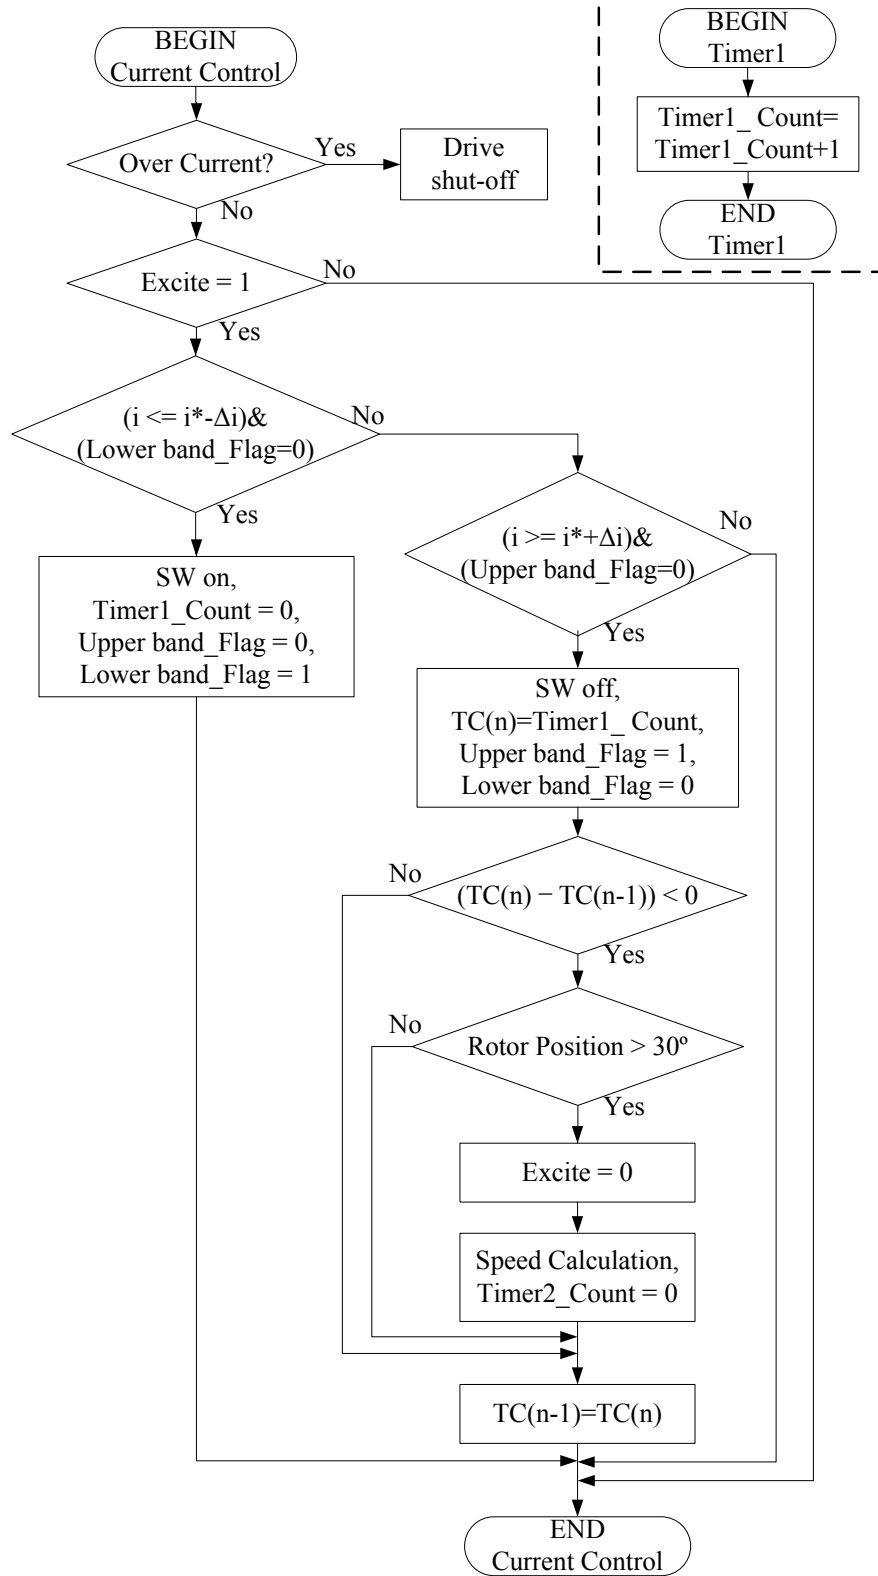 BEGIN
Current Control
Over Current?
Yes
Drive
shut-off
No
Excite = 1
No
Yes
(i <= i*-Δi)&
(Lower band_Flag=0)
No
Yes
SW on,
Timer1_Count = 0,
Upper band_Flag = 0,
Lower band_Flag = 1
(i >= i*+Δi)&
(Upper band_Flag=0)
No
Yes
SW off,
TC(n)=Timer1_ Count,
Upper band_Flag = 1,
Lower band_Flag = 0
(TC(n) − TC(n-1)) < 0
No
Yes
Rotor Position > 30º
No
Yes
Excite = 0
Speed Calculation,
Timer2_Count = 0
TC(n-1)=TC(n)
END
Current Control
BEGIN
Timer1
Timer1_ Count=
Timer1_Count+1
END
Timer1